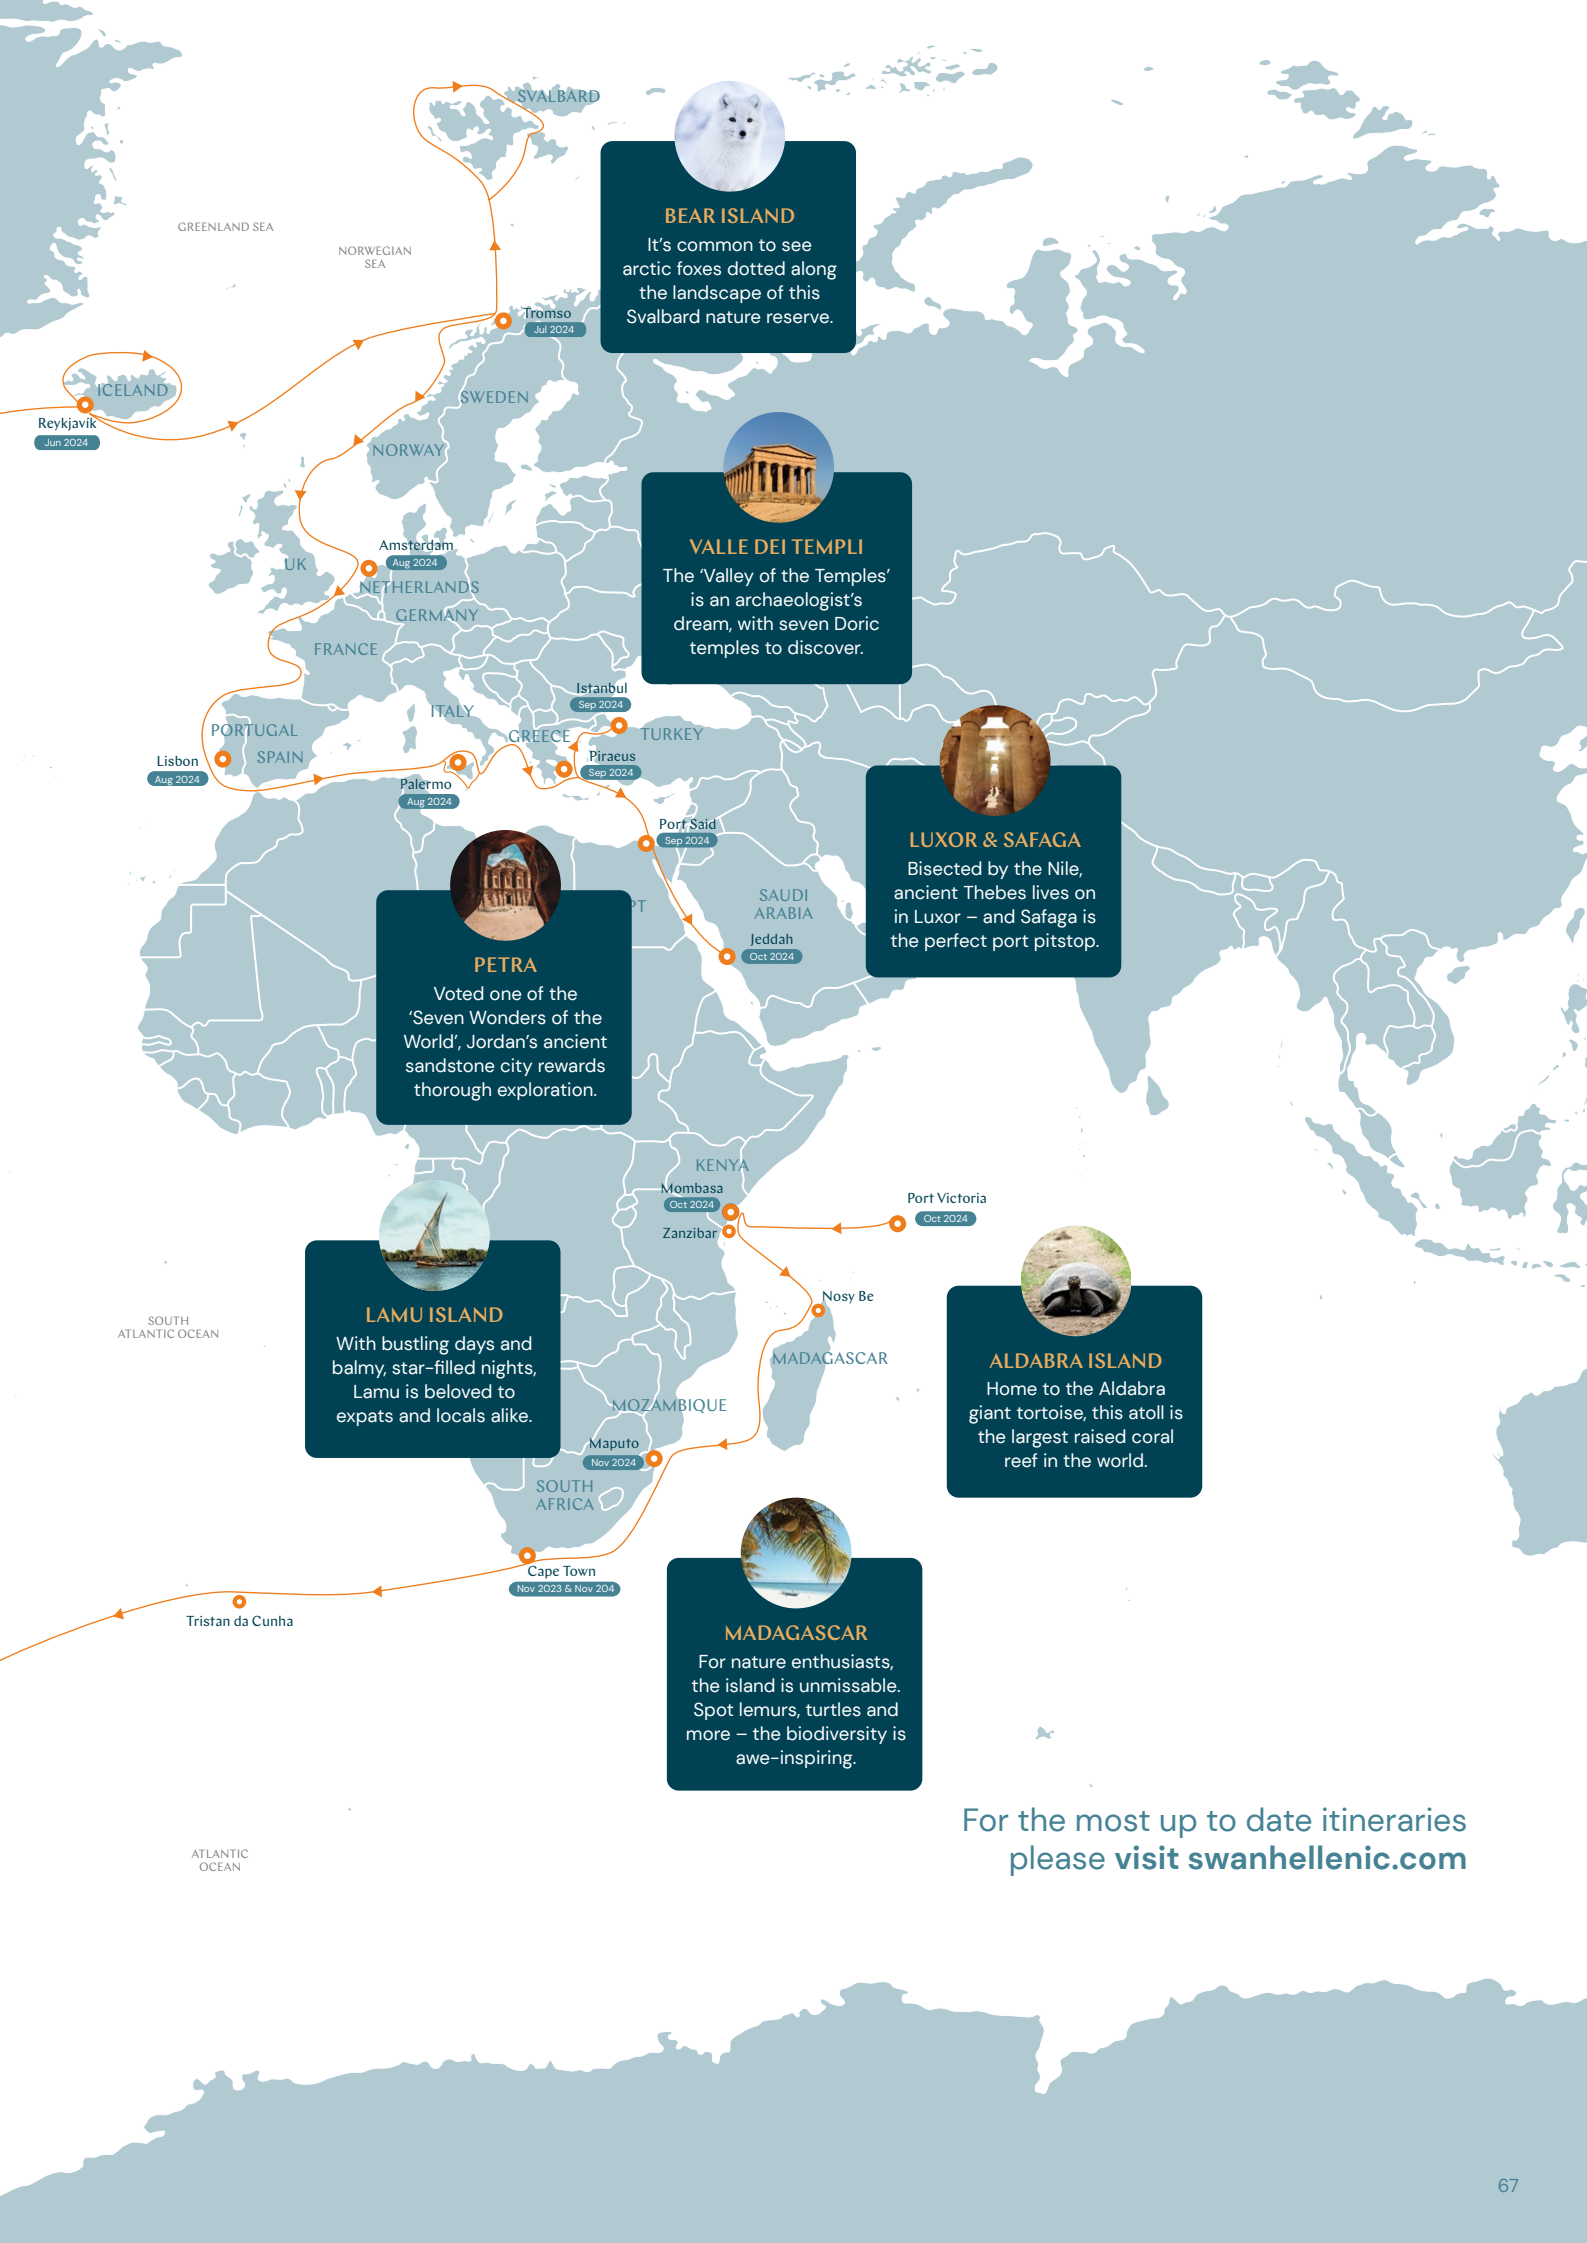 SVALBARD
BEAR ISLAND
It's common to see
arctic foxes dotted along
the landscape of this
Svalbard nature reserve.
GREENLAND SEA
NORWEGIAN
SEA
Tromso
Jul 2024
ICELAND
Reykjavík
Jun 2024
SWEDEN
NORWAY
VALLE DEI TEMPLI
The ‘Valley of the Temples’
is an archaeologist’s
dream, with seven Doric
temples to discover.
Amsterdam
Aug 2024
UK
NETHERLANDS
GERMANY
FRANCE
Istanbul
Sep 2024
ITALY
PORTUGAL
GREECE
TURKEY
SPAIN
Lisbon
Aug 2024
Piraeus
Sep 2024
Palermo
Aug 2024
Port Said
Sep 2024
LUXOR & SAFAGA
Bisected by the Nile,
ancient Thebes lives on
in Luxor – and Safaga is
the perfect port pitstop.
SAUDI
ARABIA
PT
Jeddah
Oct 2024
PETRA
Voted one of the
‘Seven Wonders of the
World’, Jordan’s ancient
sandstone city rewards
thorough exploration.
KENYA
Mombasa
Oct 2024
Zanzibar
Port Victoria
Oct 2024
Nosy Be
LAMU ISLAND
With bustling days and
balmy, star-filled nights,
Lamu is beloved to
expats and locals alike.
SOUTH
ATLANTIC OCEAN
MADAGASCAR
ALDABRA ISLAND
Home to the Aldabra
giant tortoise, this atoll is
the largest raised coral
reef in the world.
MOZAMBIQUE
Maputo
Nov 2024
SOUTH
AFRICA
Cape Town
Nov 2023 & Nov 204
Tristan da Cunha
MADAGASCAR
For nature enthusiasts,
the island is unmissable.
Spot lemurs, turtles and
more – the biodiversity is
awe-inspiring.
For the most up to date itineraries
please visit swanhellenic.com
ATLANTIC
OCEAN
67